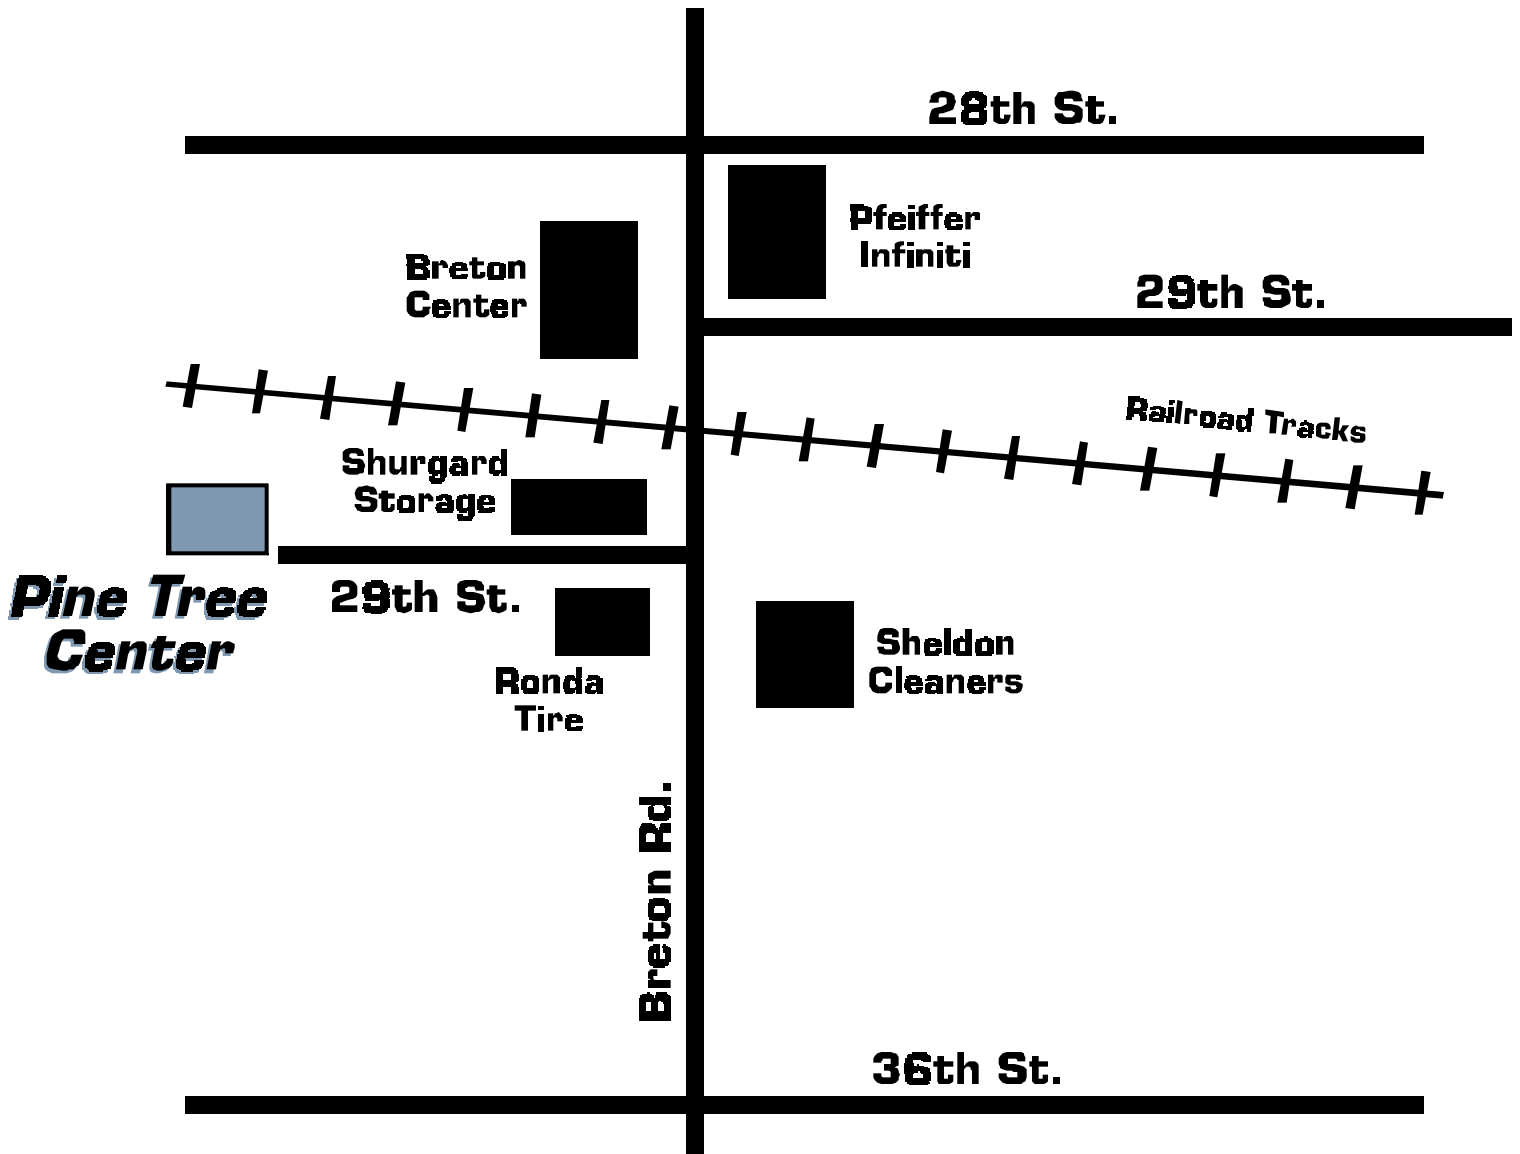 28th St.
Pfeiffer
Infiniti
Breton
Center
29th St.
Railroad Tracks
Shurgard
Storage
Pine Tree
Center
29th St.
Ronda
Tire
Sheldon
Cleaners
Breton Rd.
36th St.